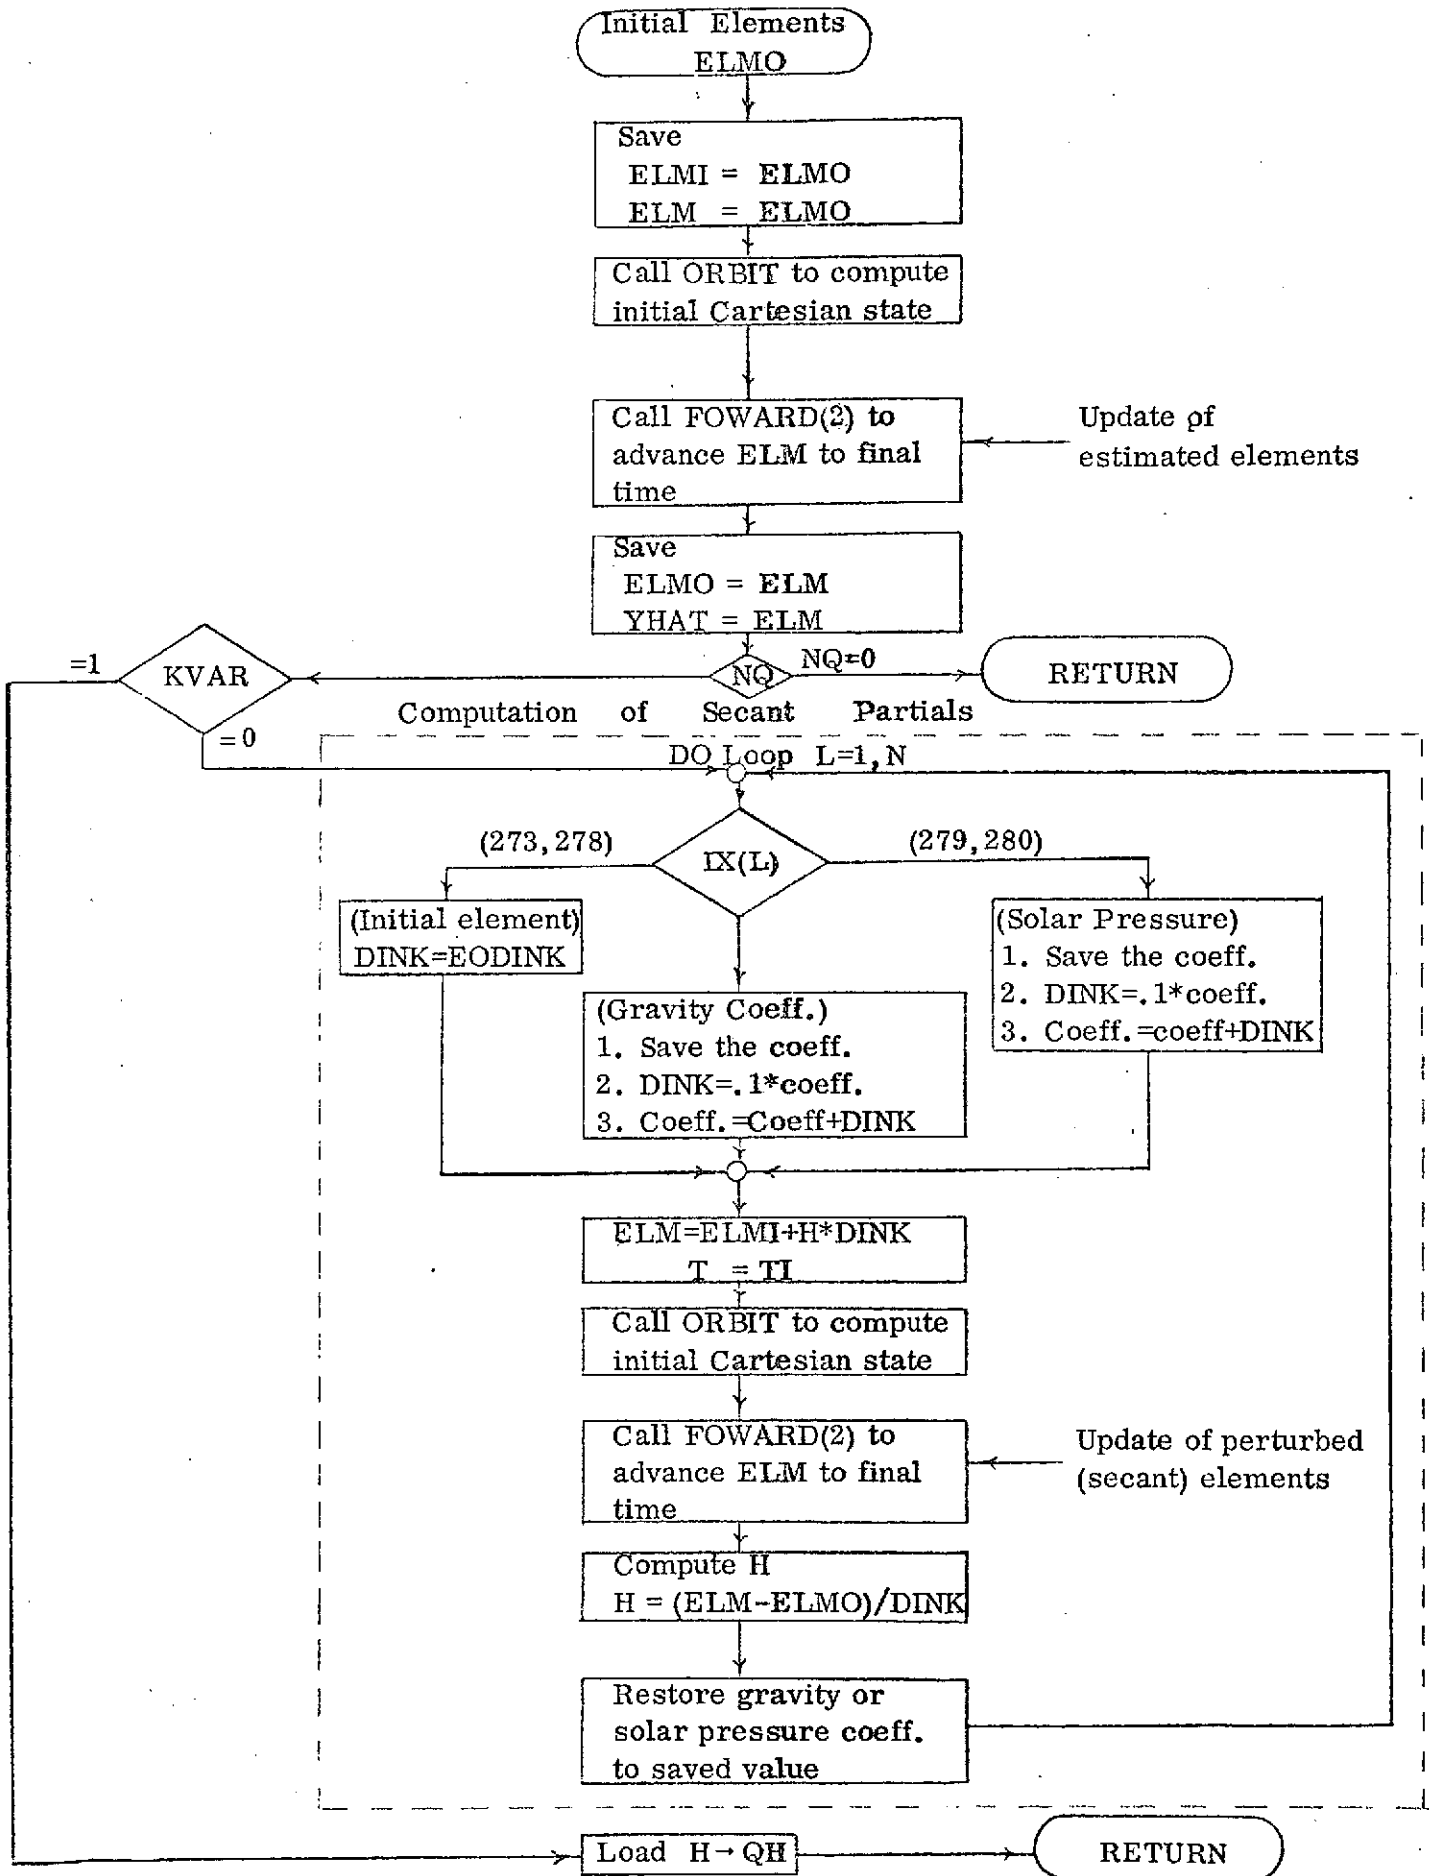 Initial Elements
ELMO
Save
ELMI = ELMO
ELM = ELMO
Call ORBIT to compute
initial Cartesian state
Call FOWARD(2) to
advance ELM to final
time
Update of
estimated elements
Save
ELMO = ELM
YHAT = ELM
=1
KVAR
NQ
NQ=0
RETURN
Computation of Secant Partials
=0
DO Loop L=1, N
(273, 278)
IX(L)
(279, 280)
(Initial element)
DINK=EODINK
(Solar Pressure)
1. Save the coeff.
2. DINK=.1*coeff.
3. Coeff.=coeff+DINK
(Gravity Coeff.)
1. Save the coeff.
2. DINK=.1*coeff.
3. Coeff.=Coeff+DINK
ELM=ELMI+H*DINK
T = TI
Call ORBIT to compute
initial Cartesian state
Call FOWARD(2) to
advance ELM to final
time
Update of perturbed
(secant) elements
Compute H
H = (ELM-ELMO)/DINK
Restore gravity or
solar pressure coeff.
to saved value
Load H→QH
RETURN